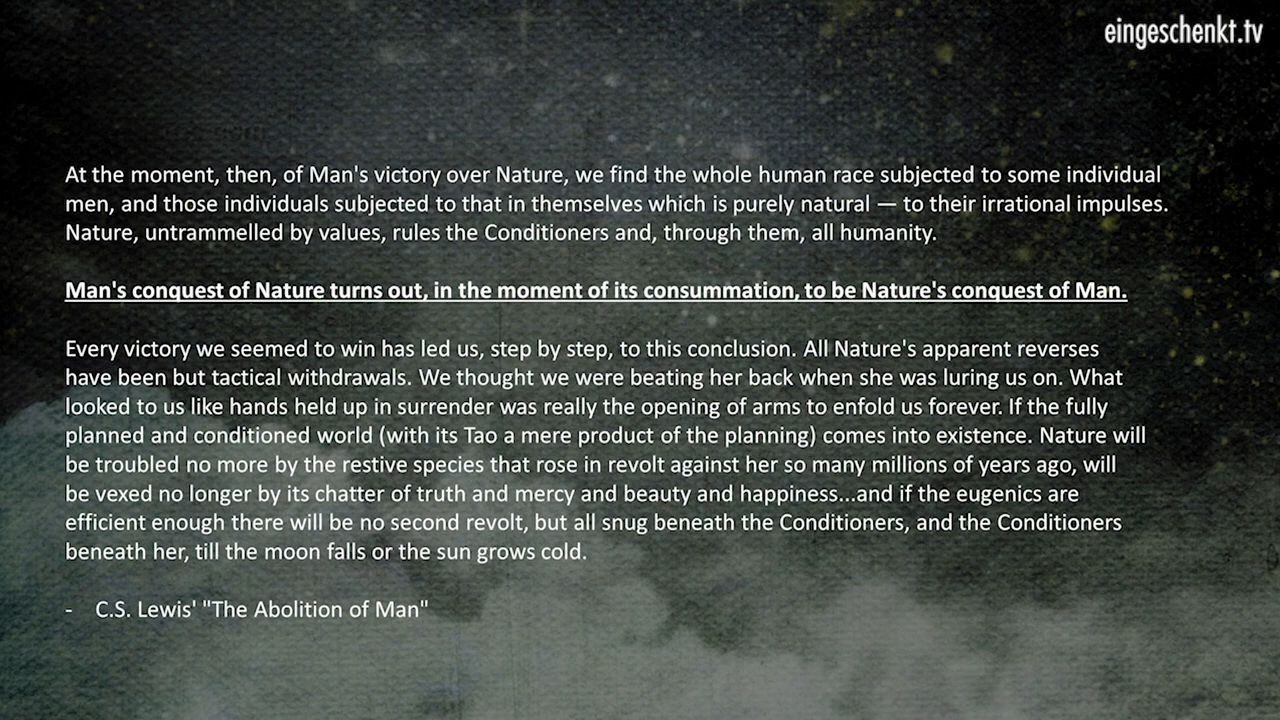 eingeschenkt.tv
At the moment, then, of Man's victory over Nature, we find the whole human race subjected to some individual
men, and those individuals subjected to that in themselves which is purely natural — to their irrational impulses.
Nature, untrammelled by values, rules the Conditioners and, through them, all humanity.
Man's conquest of Nature turns out, in the moment of its consummation, to be Nature's conquest of Man.
Every victory we seemed to win has led us, step by step, to this conclusion. All Nature's apparent reverses
have been but tactical withdrawals. We thought we were beating her back when she was luring us on. What
looked to us like hands held up in surrender was really the opening of arms to enfold us forever. If the fully
planned and conditioned world (with its Tao a mere product of the planning) comes into existence. Nature will
be troubled no more by the restive species that rose in revolt against her so many millions of years ago, will
be vexed no longer by its chatter of truth and mercy and beauty and happiness...and if the eugenics are
efficient enough there will be no second revolt, but all snug beneath the Conditioners, and the Conditioners
beneath her, till the moon falls or the sun grows cold.
- C.S. Lewis' "The Abolition of Man"